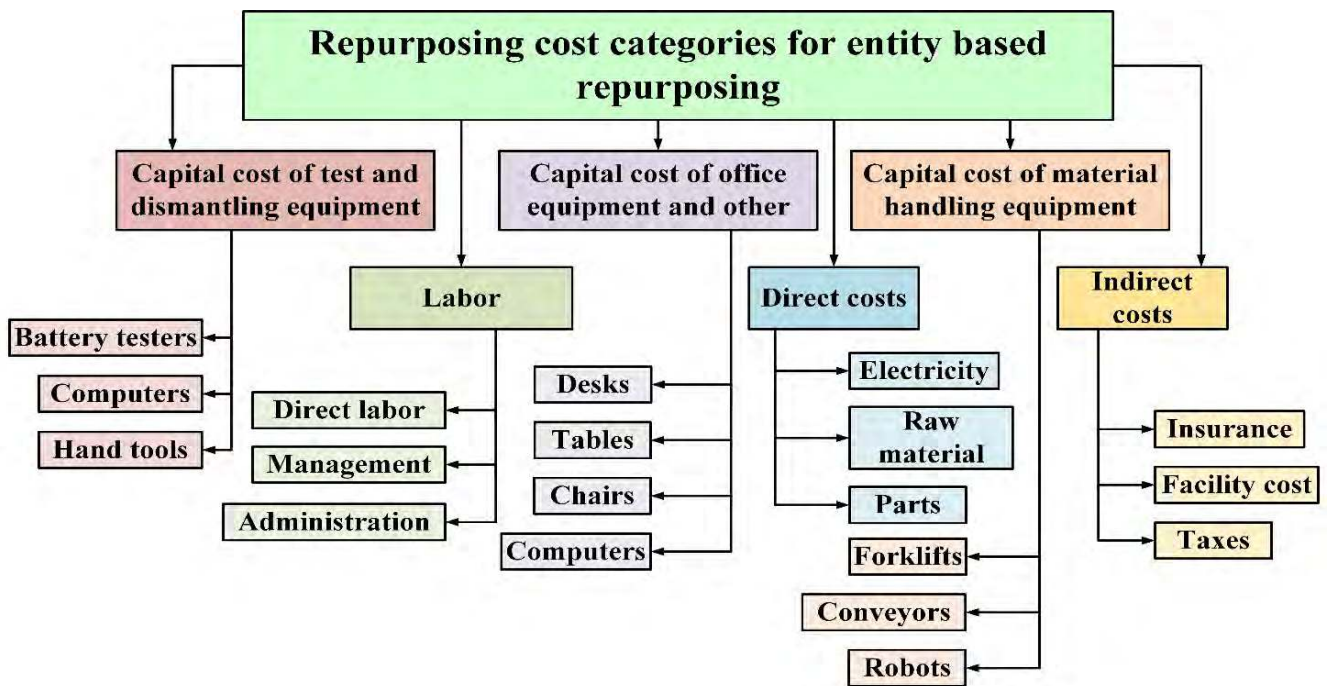 Repurposing cost categories for entity based
repurposing
Capital cost of test and
dismantling equipment
Capital cost of office
equipment and other
Capital cost of material
handling equipment
Labor
Direct costs
Indirect
costs
Battery testers
Computers
Hand tools
Direct labor
Management
Administration
Desks
Tables
Chairs
Computers
Electricity
Raw
material
Parts
Forklifts
Conveyors
Robots
Insurance
Facility cost
Taxes